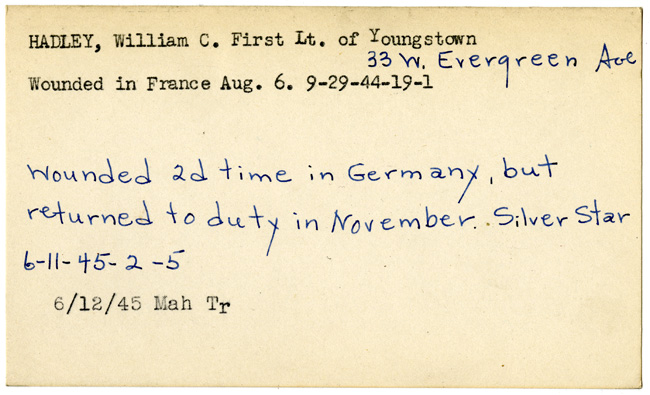 HADLEY, William C. First Lt. of Youngstown
33 W. Evergreen Ave
Wounded in France Aug. 6. 9-29-44-19-1
Wounded 2d time in Germany, but
returned to duty in November. Silver Star
6-11-45-2-5
6/12/45 Mah Tr